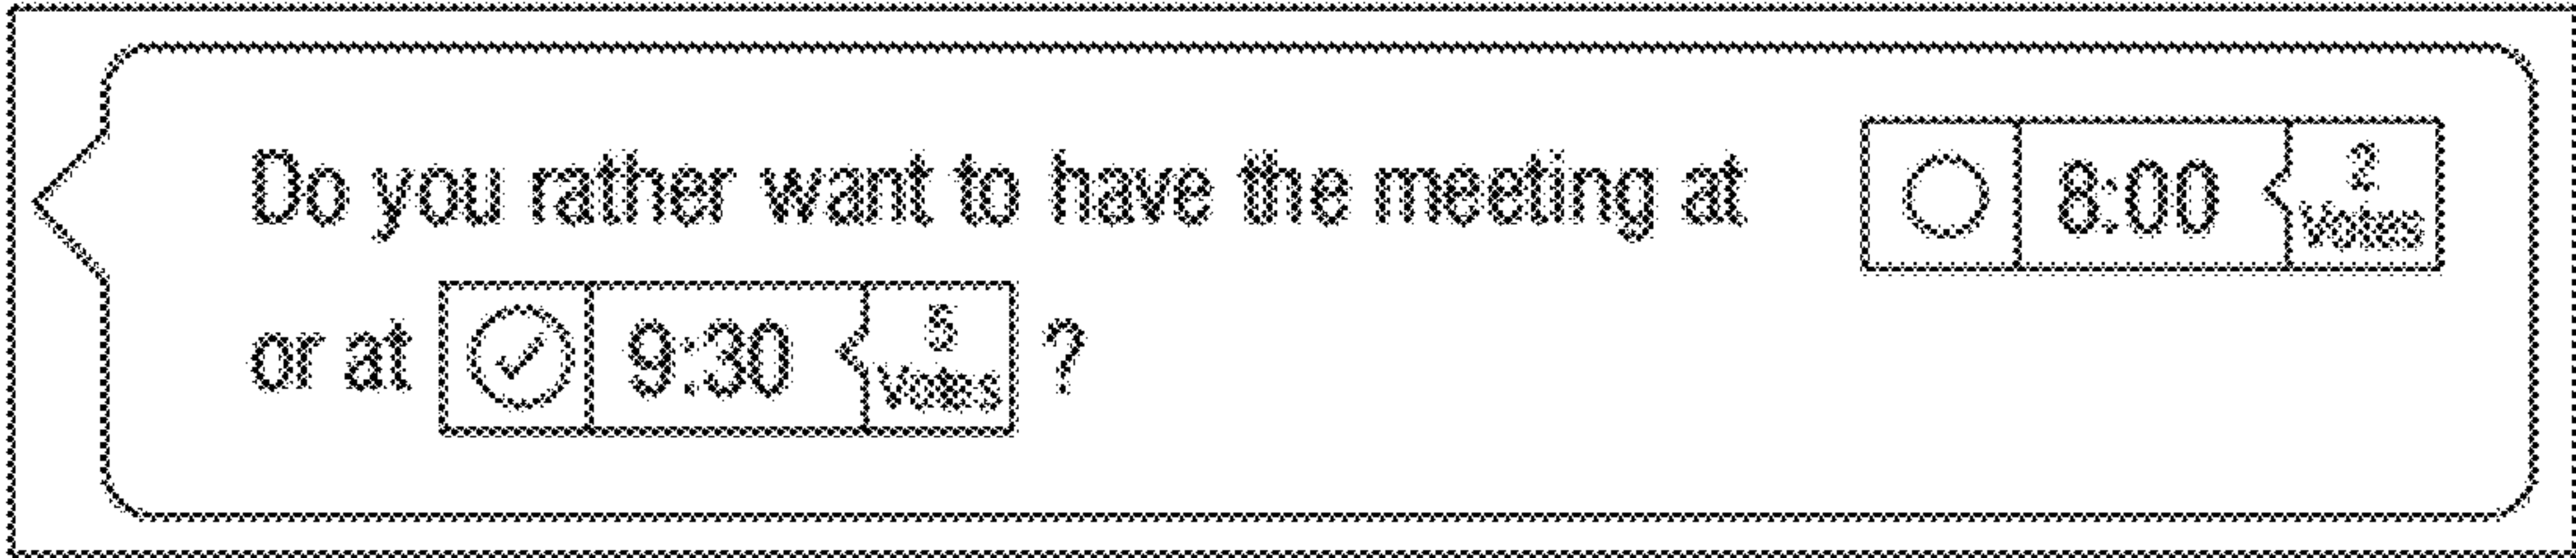 Do you rather want to have the meeting at 8:00 2 Votes
or at 9:30 5 Votes ?